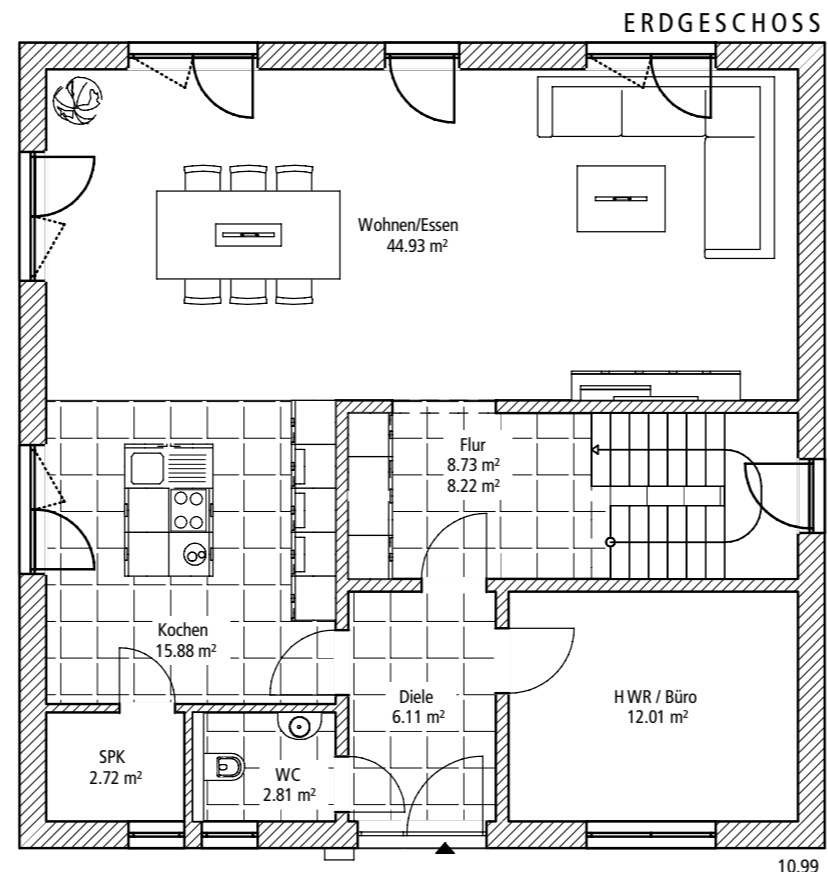 ERDGESCHOSS
Wohnen/Essen
44.93 m²
Flur
8.73 m²
8.22 m²
Kochen
15.88 m²
Diele
6.11 m²
HWR / Büro
12.01 m²
SPK
2.72 m²
WC
2.81 m²
10.99